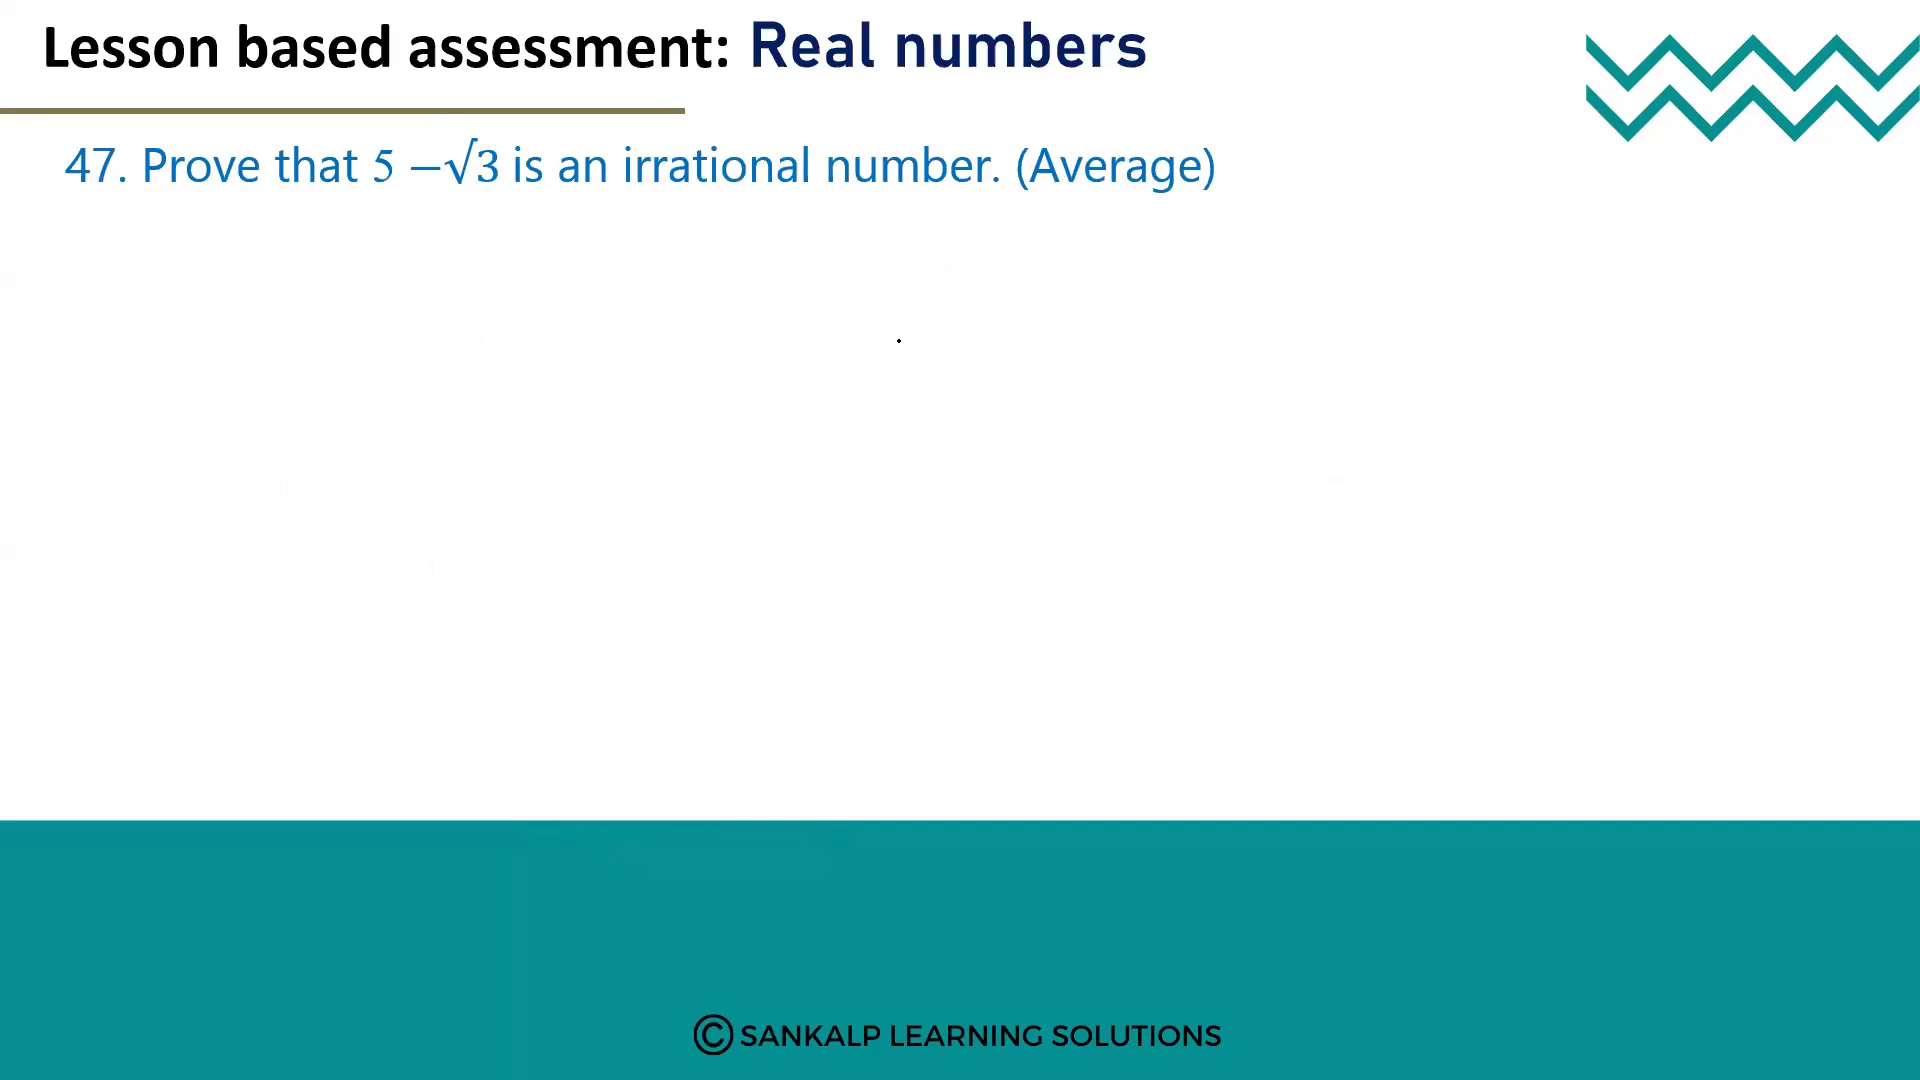 Lesson based assessment: Real numbers
47. Prove that 5 −√3 is an irrational number. (Average)
© SANKALP LEARNING SOLUTIONS